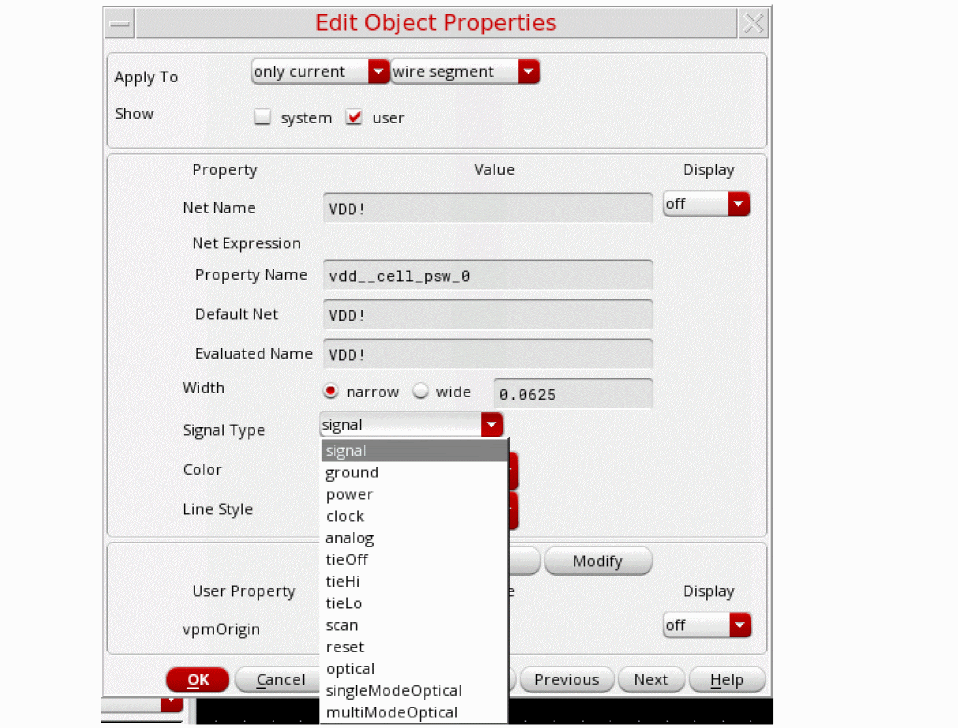 Edit Object Properties
Apply To only current wire segment
Show system user
Property Value Display
Net Name VDD! off
Net Expression
Property Name vdd__cell_psw_0
Default Net VDD!
Evaluated Name VDD!
Width narrow wide 0.0625
Signal Type signal
signal
Color ground
power
Line Style clock
analog
tieOff Modify
tieHi
User Property Display
tieLo
vpmOrigin scan off
reset
optical
OK Cancel Previous Next Help
singleModeOptical
multiModeOptical